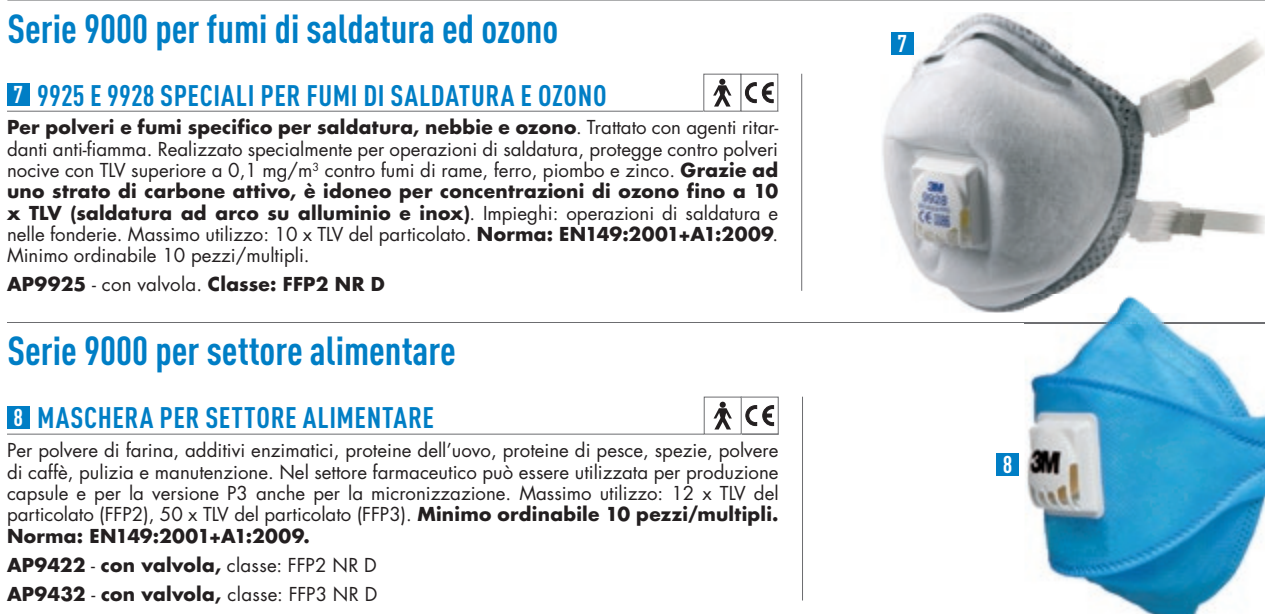 Serie 9000 per fumi di saldatura ed ozono
7
7 9925 E 9928 SPECIALI PER FUMI DI SALDATURA E OZONO
CE
Per polveri e fumi specifico per saldatura, nebbie e ozono. Trattato con agenti ritar-
danti anti-fiamma. Realizzato specialmente per operazioni di saldatura, protegge contro polveri
nocive con TLV superiore a 0,1 mg/m³ contro fumi di rame, ferro, piombo e zinco. Grazie ad
uno strato di carbone attivo, è idoneo per concentrazioni di ozono fino a 10
x TLV (saldatura ad arco su alluminio e inox). Impieghi: operazioni di saldatura e
nelle fonderie. Massimo utilizzo: 10 x TLV del particolato. Norma: EN149:2001+A1:2009.
Minimo ordinabile 10 pezzi/multipli.
AP9925 - con valvola. Classe: FFP2 NR D
3M
9928
CE
Serie 9000 per settore alimentare
8 MASCHERA PER SETTORE ALIMENTARE
CE
Per polvere di farina, additivi enzimatici, proteine dell'uovo, proteine di pesce, spezie, polvere
di caffè, pulizia e manutenzione. Nel settore farmaceutico può essere utilizzata per produzione
capsule e per la versione P3 anche per la micronizzazione. Massimo utilizzo: 12 x TLV del
particolato (FFP2), 50 x TLV del particolato (FFP3). Minimo ordinabile 10 pezzi/multipli.
Norma: EN149:2001+A1:2009.
AP9422 - con valvola, classe: FFP2 NR D
AP9432 - con valvola, classe: FFP3 NR D
8
3M